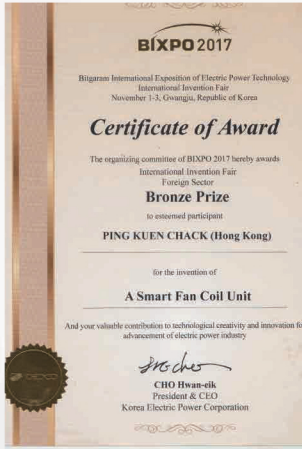 BIXPO 2017
Bitgaram International Exposition of Electric Power Technology
International Invention Fair
November 1-3, Gwangju, Republic of Korea
Certificate of Award
The organizing committee of BIXPO 2017 hereby awards
International Invention Fair
Foreign Sector
Bronze Prize
to esteemed participant
PING KUEN CHACK (Hong Kong)
for the invention of
A Smart Fan Coil Unit
And your valuable contribution to technological creativity and innovation fo
advancement of electric power industry
CHO Hwan-eik
President & CEO
Korea Electric Power Corporation